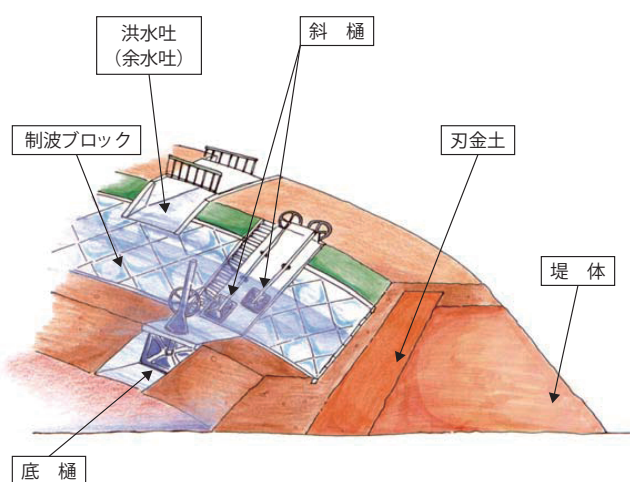 洪水吐
（余水吐）
斜　樋
制波ブロック
刃金土
堤　体
底　樋